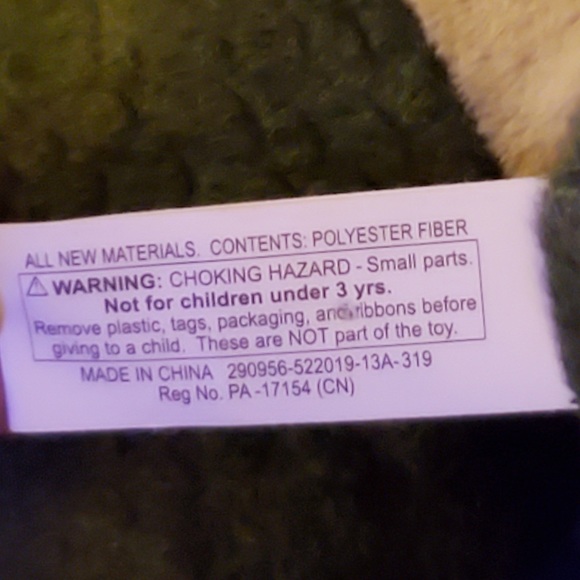 ALL NEW MATERIALS. CONTENTS: POLYESTER FIBER
⚠ WARNING: CHOKING HAZARD - Small parts.
Not for children under 3 yrs.
Remove plastic, tags, packaging, and ribbons before
giving to a child. These are NOT part of the toy.
MADE IN CHINA 290956-522019-13A-319
Reg No. PA-17154 (CN)